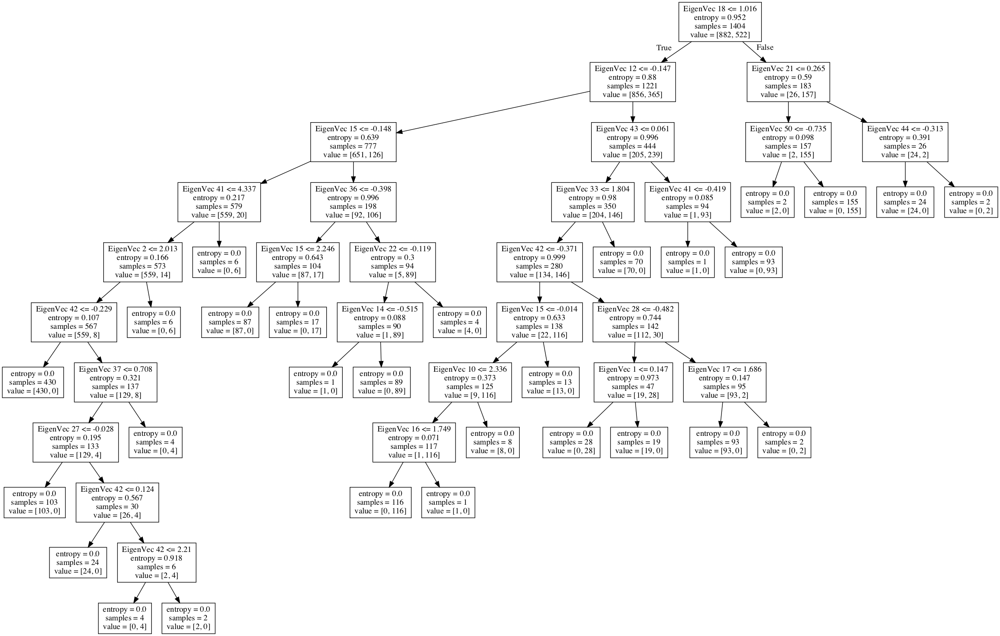 EigenVec 18 <= 1.016
entropy = 0.952
samples = 1404
value = [882, 522]
True
False
EigenVec 12 <= -0.147
entropy = 0.88
samples = 1221
value = [856, 365]
EigenVec 21 <= 0.265
entropy = 0.59
samples = 183
value = [26, 157]
EigenVec 15 <= -0.148
entropy = 0.639
samples = 777
value = [651, 126]
EigenVec 43 <= 0.061
entropy = 0.996
samples = 444
value = [205, 239]
EigenVec 50 <= -0.735
entropy = 0.098
samples = 157
value = [2, 155]
EigenVec 44 <= -0.313
entropy = 0.391
samples = 26
value = [24, 2]
EigenVec 41 <= 4.337
entropy = 0.217
samples = 579
value = [559, 20]
EigenVec 36 <= -0.398
entropy = 0.996
samples = 198
value = [92, 106]
EigenVec 33 <= 1.804
entropy = 0.98
samples = 350
value = [204, 146]
EigenVec 41 <= -0.419
entropy = 0.085
samples = 94
value = [1, 93]
entropy = 0.0
samples = 2
value = [2, 0]
entropy = 0.0
samples = 155
value = [0, 155]
entropy = 0.0
samples = 24
value = [24, 0]
entropy = 0.0
samples = 2
value = [0, 2]
EigenVec 2 <= 2.013
entropy = 0.166
samples = 573
value = [559, 14]
entropy = 0.0
samples = 6
value = [0, 6]
EigenVec 15 <= 2.246
entropy = 0.643
samples = 104
value = [87, 17]
EigenVec 22 <= -0.119
entropy = 0.3
samples = 94
value = [5, 89]
EigenVec 42 <= -0.371
entropy = 0.999
samples = 280
value = [134, 146]
entropy = 0.0
samples = 70
value = [70, 0]
entropy = 0.0
samples = 1
value = [1, 0]
entropy = 0.0
samples = 93
value = [0, 93]
EigenVec 42 <= -0.229
entropy = 0.107
samples = 567
value = [559, 8]
entropy = 0.0
samples = 6
value = [0, 6]
entropy = 0.0
samples = 87
value = [87, 0]
entropy = 0.0
samples = 17
value = [0, 17]
EigenVec 14 <= -0.515
entropy = 0.088
samples = 90
value = [1, 89]
entropy = 0.0
samples = 4
value = [4, 0]
EigenVec 15 <= -0.014
entropy = 0.633
samples = 138
value = [22, 116]
EigenVec 28 <= -0.482
entropy = 0.744
samples = 142
value = [112, 30]
entropy = 0.0
samples = 430
value = [430, 0]
EigenVec 37 <= 0.708
entropy = 0.321
samples = 137
value = [129, 8]
entropy = 0.0
samples = 1
value = [1, 0]
entropy = 0.0
samples = 89
value = [0, 89]
EigenVec 10 <= 2.336
entropy = 0.373
samples = 125
value = [9, 116]
entropy = 0.0
samples = 13
value = [13, 0]
EigenVec 1 <= 0.147
entropy = 0.973
samples = 47
value = [19, 28]
EigenVec 17 <= 1.686
entropy = 0.147
samples = 95
value = [93, 2]
EigenVec 27 <= -0.028
entropy = 0.195
samples = 133
value = [129, 4]
entropy = 0.0
samples = 4
value = [0, 4]
EigenVec 16 <= 1.749
entropy = 0.071
samples = 117
value = [1, 116]
entropy = 0.0
samples = 8
value = [8, 0]
entropy = 0.0
samples = 28
value = [0, 28]
entropy = 0.0
samples = 19
value = [19, 0]
entropy = 0.0
samples = 93
value = [93, 0]
entropy = 0.0
samples = 2
value = [0, 2]
entropy = 0.0
samples = 103
value = [103, 0]
EigenVec 42 <= 0.124
entropy = 0.567
samples = 30
value = [26, 4]
entropy = 0.0
samples = 116
value = [0, 116]
entropy = 0.0
samples = 1
value = [1, 0]
entropy = 0.0
samples = 24
value = [24, 0]
EigenVec 42 <= 2.21
entropy = 0.918
samples = 6
value = [2, 4]
entropy = 0.0
samples = 4
value = [0, 4]
entropy = 0.0
samples = 2
value = [2, 0]